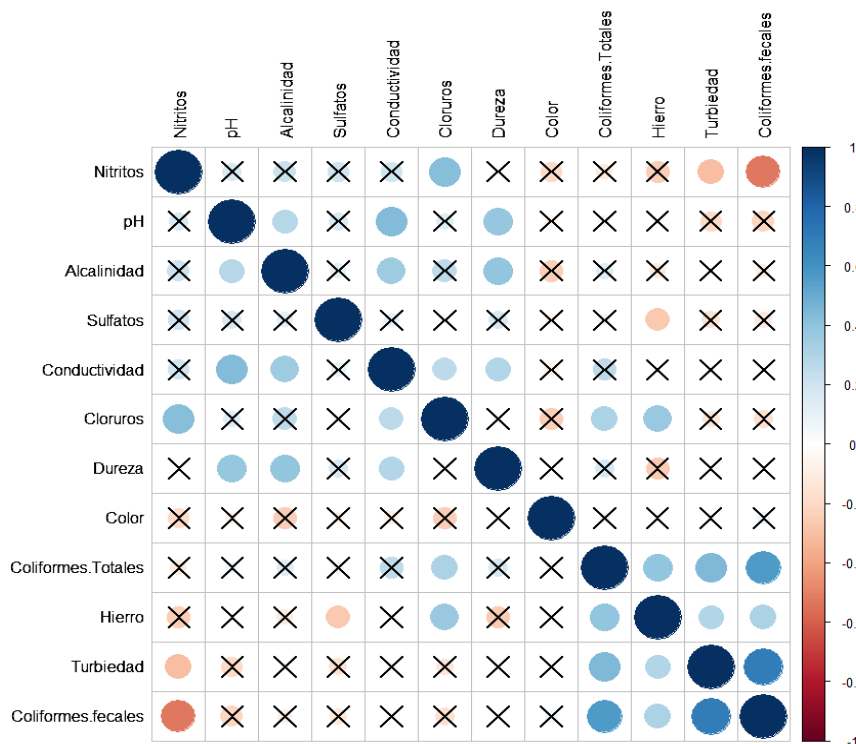 Nitritos
pH
Alcalinidad
Sulfatos
Conductividad
Cloruros
Dureza
Color
Coliformes.Totales
Hierro
Turbiedad
Coliformes.fecales
Nitritos
pH
Alcalinidad
Sulfatos
Conductividad
Cloruros
Dureza
Color
Coliformes.Totales
Hierro
Turbiedad
Coliformes.fecales
1
0